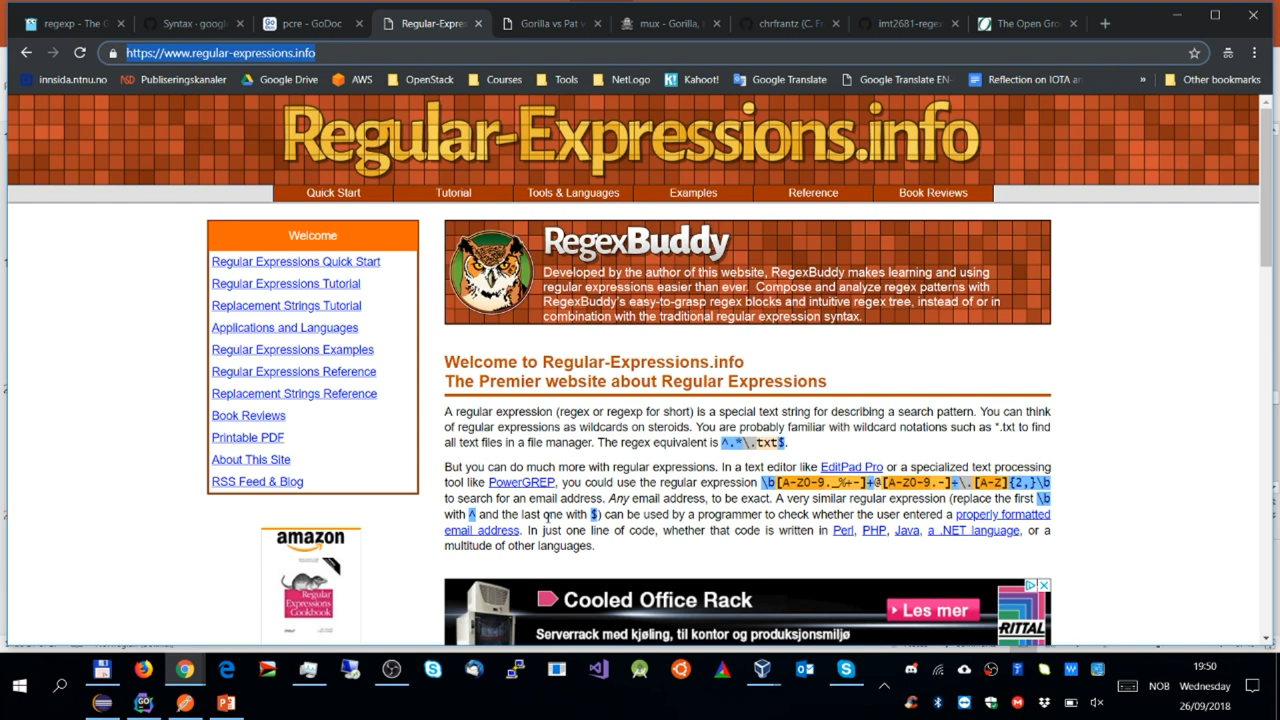 regexp - The G
Syntax · google
pcre - GoDoc
Regular-Expres
Gorilla vs Pat v
mux - Gorilla,
chrfrantz (C. F
imt2681-regex
The Open Gro
https://www.regular-expressions.info
innsida.ntnu.no
NSD Publiseringskanaler
Google Drive
AWS
OpenStack
Courses
Tools
NetLogo
K! Kahoot!
Google Translate
Google Translate EN-
Reflection on IOTA an
»
Other bookmarks
Regular-Expressions.info
Quick Start
Tutorial
Tools & Languages
Examples
Reference
Book Reviews
Welcome
Regular Expressions Quick Start
Regular Expressions Tutorial
Replacement Strings Tutorial
Applications and Languages
Regular Expressions Examples
Regular Expressions Reference
Replacement Strings Reference
Book Reviews
Printable PDF
About This Site
RSS Feed & Blog
amazon
Regular
Expressions
Cookbook
RegexBuddy
Developed by the author of this website, RegexBuddy makes learning and using
regular expressions easier than ever. Compose and analyze regex patterns with
RegexBuddy's easy-to-grasp regex blocks and intuitive regex tree, instead of or in
combination with the traditional regular expression syntax.
Welcome to Regular-Expressions.info
The Premier website about Regular Expressions
A regular expression (regex or regexp for short) is a special text string for describing a search pattern. You can think
of regular expressions as wildcards on steroids. You are probably familiar with wildcard notations such as *.txt to find
all text files in a file manager. The regex equivalent is ^.*\.txt$.
But you can do much more with regular expressions. In a text editor like EditPad Pro or a specialized text processing
tool like PowerGREP, you could use the regular expression \b[A-Z0-9._%+-]+@[A-Z0-9.-]+\.[A-Z]{2,}\b
to search for an email address. Any email address, to be exact. A very similar regular expression (replace the first \b
with ^ and the last one with $) can be used by a programmer to check whether the user entered a properly formatted
email address. In just one line of code, whether that code is written in Perl, PHP, Java, a .NET language, or a
multitude of other languages.
Cooled Office Rack
Serverrack med kjøling, til kontor og produksjonsmiljø
Les mer
RITTAL
19:50
NOB
Wednesday
26/09/2018